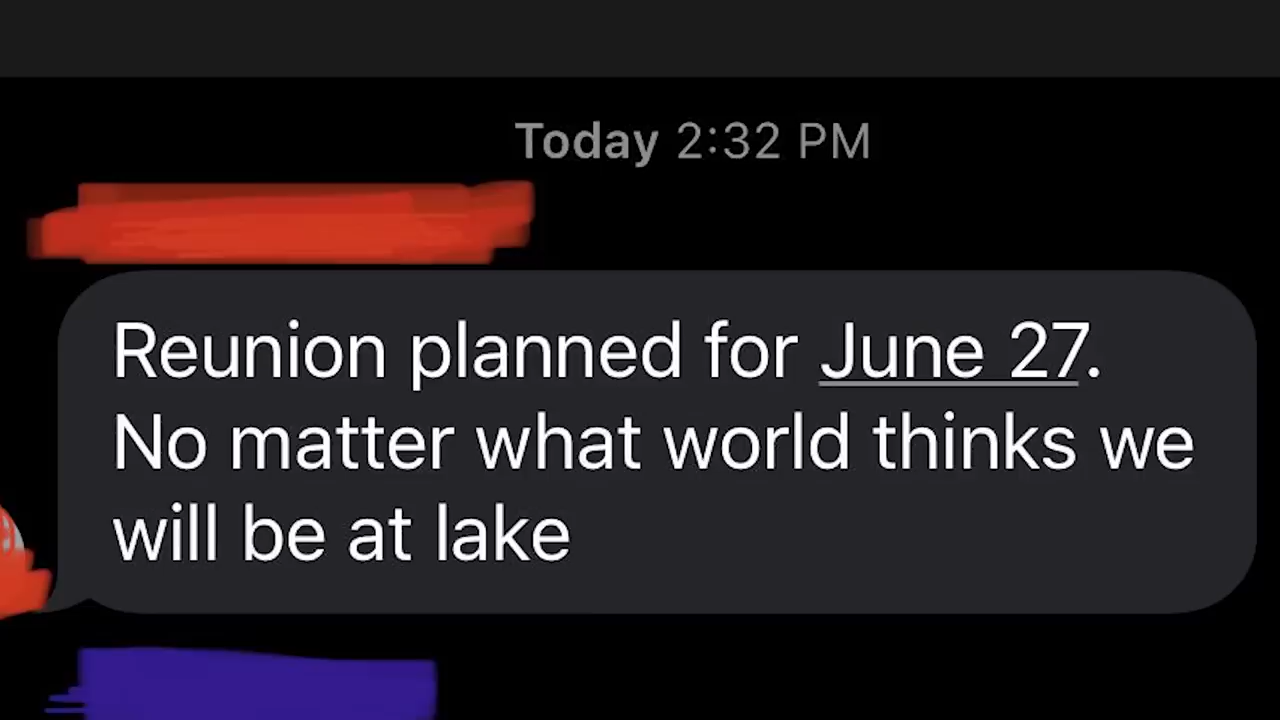 Today 2:32 PM
Reunion planned for June 27.
No matter what world thinks we
will be at lake